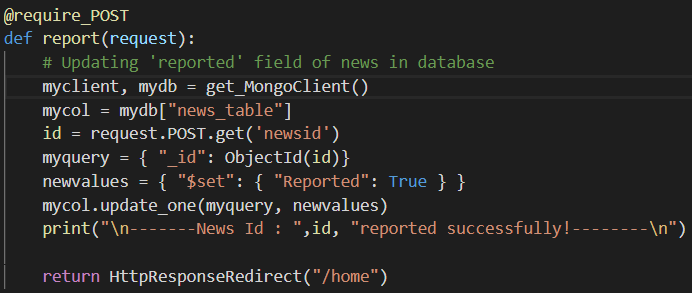 @require_POST
def report(request):
    # Updating 'reported' field of news in database
    myclient, mydb = get_MongoClient()
    mycol = mydb["news_table"]
    id = request.POST.get('newsid')
    myquery = { "_id": ObjectId(id)}
    newvalues = { "$set": { "Reported": True } }
    mycol.update_one(myquery, newvalues)
    print("\n-------News Id : ",id, "reported successfully!--------\n")
    return HttpResponseRedirect("/home")